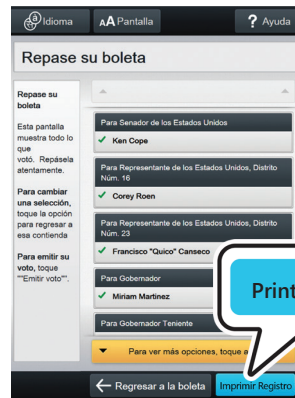 Idioma
AA Pantalla
? Ayuda
Repase su boleta
Repase su
boleta
Esta pantalla
muestra todo lo
que
votó. Repásela
atentamente.
Para cambiar
una selección,
toque la opción
para regresar a
esa contienda
Para emitir su
voto, toque
""Emitir voto"".
Para Senador de los Estados Unidos
Ken Cope
Para Representante de los Estados Unidos, Distrito
Núm. 16
Corey Roen
Para Representante de los Estados Unidos, Distrito
Núm. 23
Francisco "Quico" Canseco
Para Gobernador
Miriam Martinez
Para Gobernador Teniente
Para ver más opciones, toque a
Print
Regresar a la boleta
Imprimir Registro